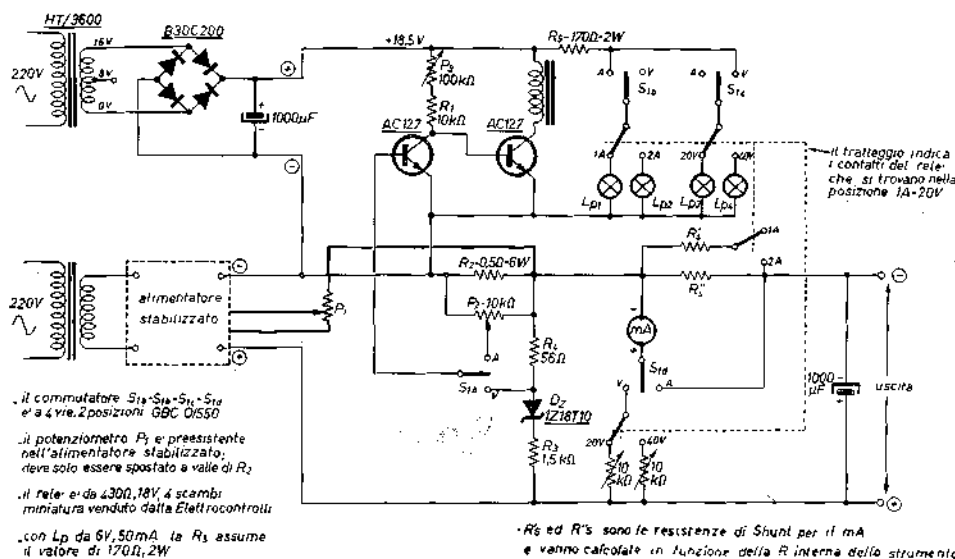 HT/3600
B30C200
16V
220V
8V
0V
+
+
-
1000μF
-
+18,5V
P3
100kΩ
R1
10kΩ
AC127
AC127
R5-170Ω-2W
A
V
S1b
A
V
S1c
1A
2A
20V
40V
Lp1
Lp2
Lp3
Lp4
il tratteggio indica
i contatti del relè
che si trovano nella
posizione 1A-20V
220V
alimentatore
stabilizzato
-
+
P1
R2-0,5Ω-6W
P2-10kΩ
A
S1a
V
R4
56Ω
DZ
1Z18T10
R3
1,5kΩ
R's
1A
2A
R"s
-
mA
+
S1d
V
A
20V
40V
10
kΩ
10
kΩ
1000
μF
-
+
-
uscita
+
il commutatore S1a-S1b-S1c-S1d
è a 4 vie, 2 posizioni GBC 0/550
il potenziometro P1 e' preesistente
nell'alimentatore stabilizzato;
deve solo essere spostato a valle di R2
il relè e' da 430Ω, 18V, 4 scambi
miniatura venduto dalla Elettrocontrolli
con Lp da 6V, 50mA la R5 assume
il valore di 170Ω, 2W
R's ed R"s sono le resistenze di Shunt per il mA
e vanno calcolate in funzione della R interna dello strumento